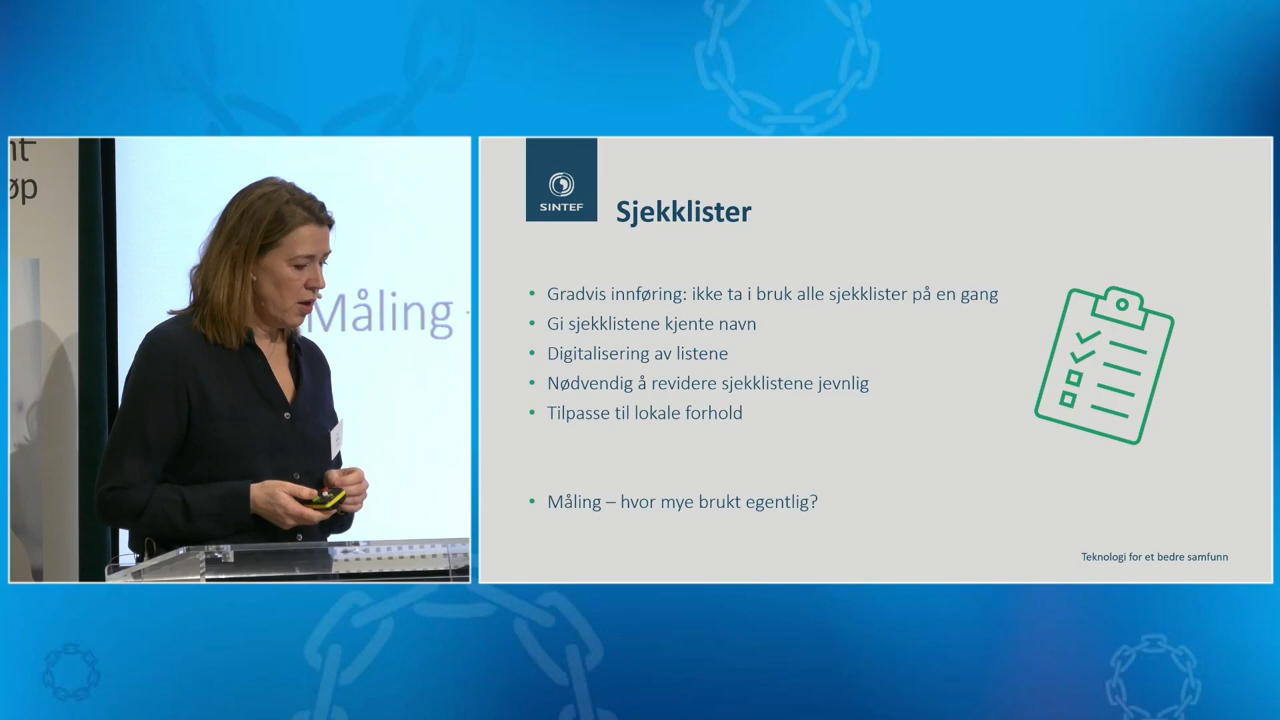 nt
øp
Måling -
SINTEF
Sjekklister
• Gradvis innføring: ikke ta i bruk alle sjekklister på en gang
• Gi sjekklistene kjente navn
• Digitalisering av listene
• Nødvendig å revidere sjekklistene jevnlig
• Tilpasse til lokale forhold
• Måling – hvor mye brukt egentlig?
Teknologi for et bedre samfunn